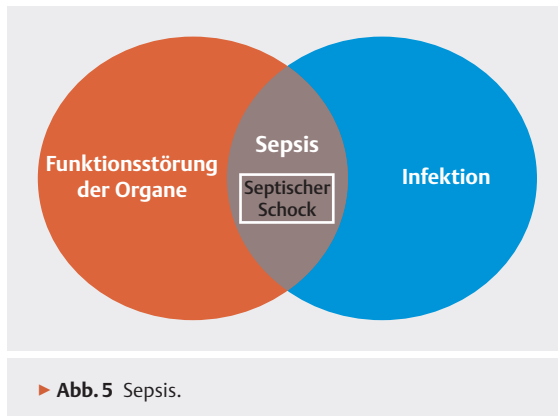 Funktionsstörung
der Organe
Sepsis
Septischer
Schock
Infektion
► Abb. 5 Sepsis.